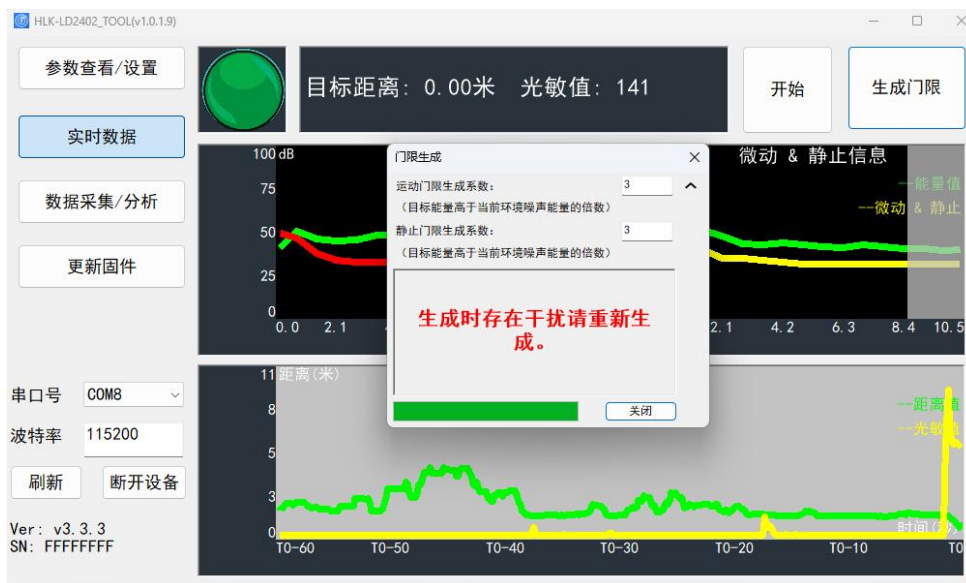 HLK-LD2402_TOOL(v1.0.1.9)
参数查看/设置
实时数据
数据采集/分析
更新固件
目标距离: 0.00米 光敏值: 141
开始
生成门限
100 dB
75
50
25
0
0.0 2.1
微动 & 静止信息
--能量值
--微动 & 静止
2.1 4.2 6.3 8.4 10.5
门限生成
运动门限生成系数: 3
(目标能量高于当前环境噪声能量的倍数)
静止门限生成系数: 3
(目标能量高于当前环境噪声能量的倍数)
生成时存在干扰请重新生
成。
关闭
11 距离(米)
8
5
3
0
--距离值
--光敏值
时间(秒)
T0-60 T0-50 T0-40 T0-30 T0-20 T0-10 T0
串口号 COM8
波特率 115200
刷新 断开设备
Ver: v3.3.3
SN: FFFFFFFF